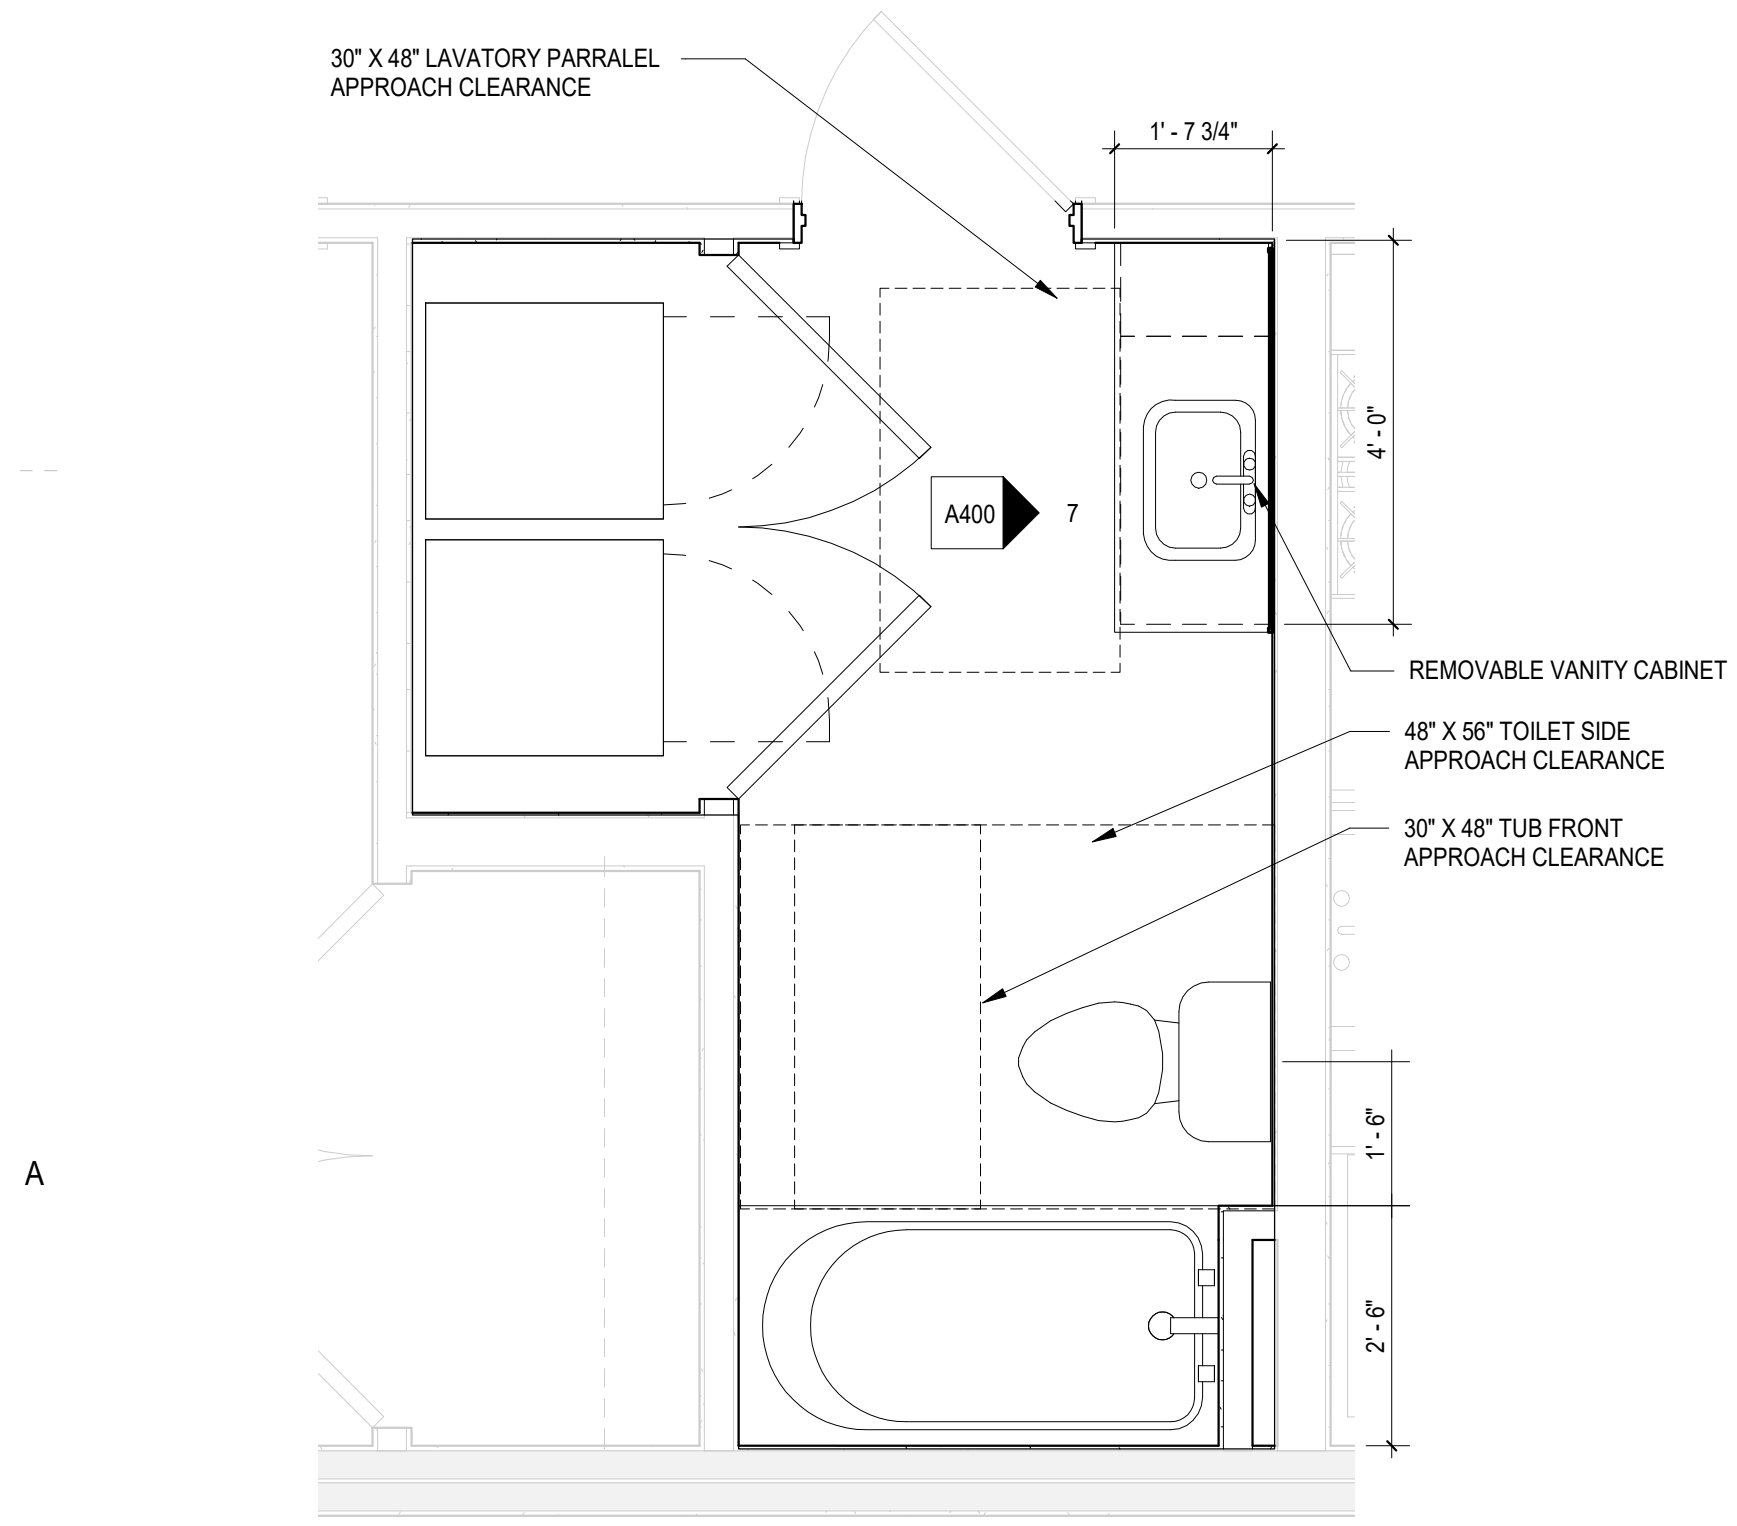 30" X 48" LAVATORY PARRALEL
APPROACH CLEARANCE
1' - 7 3/4"
4' - 0"
A400
7
REMOVABLE VANITY CABINET
48" X 56" TOILET SIDE
APPROACH CLEARANCE
30" X 48" TUB FRONT
APPROACH CLEARANCE
1' - 6"
A
2' - 6"